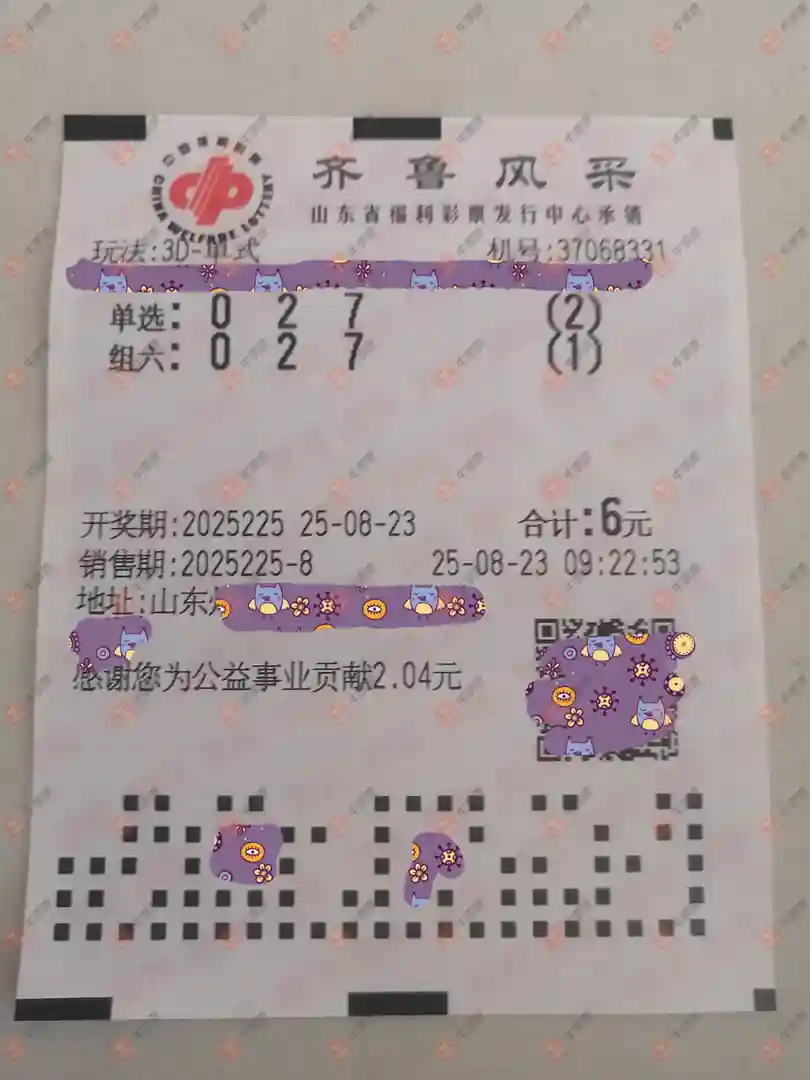 中国福利彩票
CHINA WELFARE LOTTERY
齐鲁风采
山东省福利彩票发行中心承销
玩法:3D-单式 机号:37068331
单选: 0 2 7 (2)
组六: 0 2 7 (1)
开奖期:2025225 25-08-23 合计:6元
销售期:2025225-8 25-08-23 09:22:53
地址:山东
感谢您为公益事业贡献2.04元